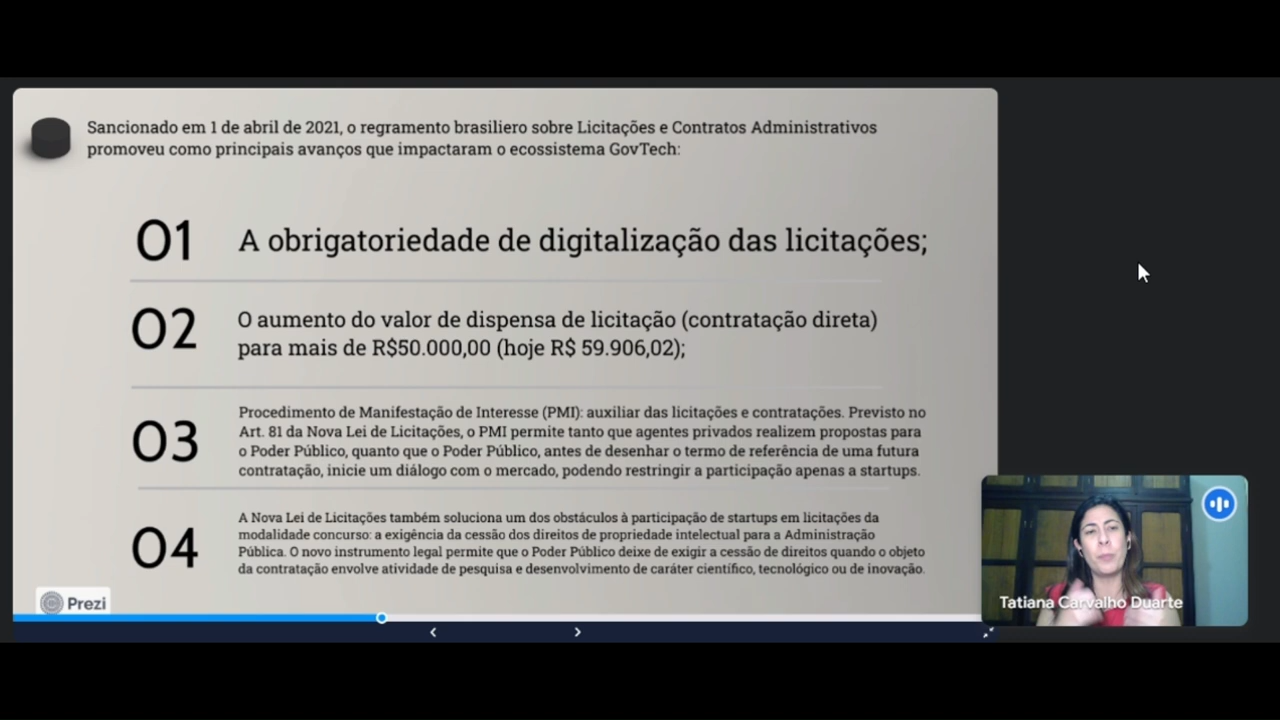 Sancionado em 1 de abril de 2021, o regramento brasiliero sobre Licitações e Contratos Administrativos
promoveu como principais avanços que impactaram o ecossistema GovTech:
01
A obrigatoriedade de digitalização das licitações;
02
O aumento do valor de dispensa de licitação (contratação direta)
para mais de R$50.000,00 (hoje R$ 59.906,02);
03
Procedimento de Manifestação de Interesse (PMI): auxiliar das licitações e contratações. Previsto no
Art. 81 da Nova Lei de Licitações, o PMI permite tanto que agentes privados realizem propostas para
o Poder Público, quanto que o Poder Público, antes de desenhar o termo de referência de uma futura
contratação, inicie um diálogo com o mercado, podendo restringir a participação apenas a startups.
04
A Nova Lei de Licitações também soluciona um dos obstáculos à participação de startups em licitações da
modalidade concurso: a exigência da cessão dos direitos de propriedade intelectual para a Administração
Pública. O novo instrumento legal permite que o Poder Público deixe de exigir a cessão de direitos quando o objeto
da contratação envolve atividade de pesquisa e desenvolvimento de caráter científico, tecnológico ou de inovação.
Prezi
Tatiana Carvalho Duarte